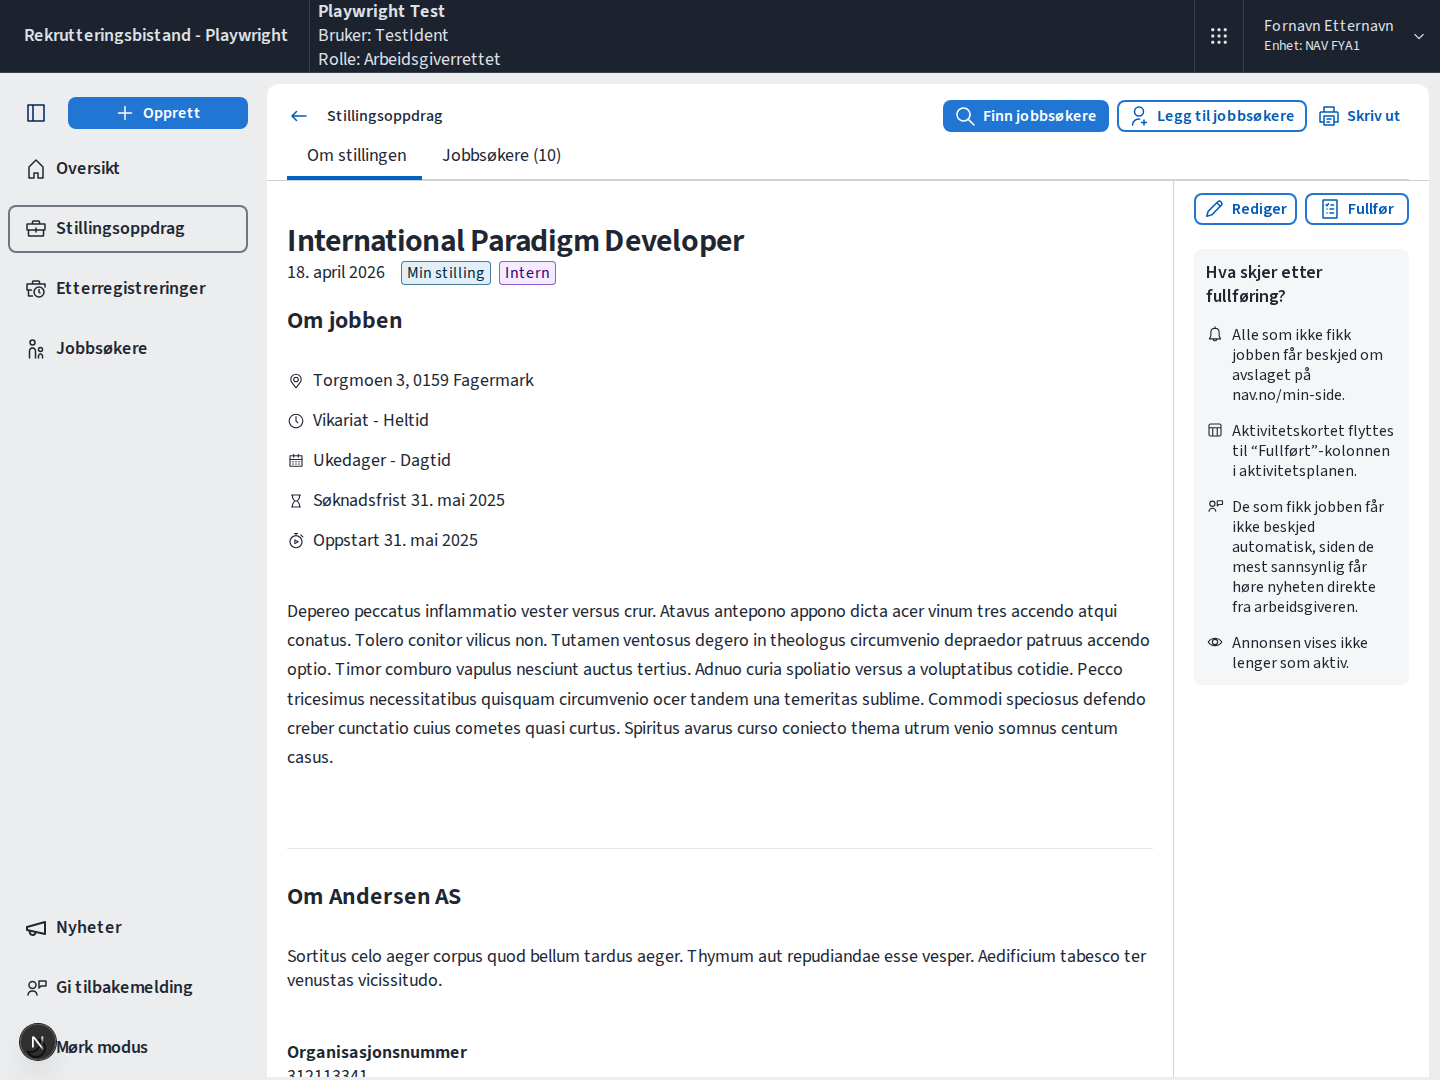 Rekrutteringsbistand - Playwright
Playwright Test
Bruker: TestIdent
Rolle: Arbeidsgiverrettet
Fornavn Etternavn
Enhet: NAV FYA1
Opprett
Oversikt
Stillingsoppdrag
Etterregistreringer
Jobbsøkere
Nyheter
Gi tilbakemelding
N
Mørk modus
Stillingsoppdrag
Finn jobbsøkere
Legg til jobbsøkere
Skriv ut
Om stillingen
Jobbsøkere (10)
International Paradigm Developer
18. april 2026
Min stilling
Intern
Om jobben
Torgmoen 3, 0159 Fagermark
Vikariat - Heltid
Ukedager - Dagtid
Søknadsfrist 31. mai 2025
Oppstart 31. mai 2025
Depereo peccatus inflammatio vester versus crur. Atavus antepono appono dicta acer vinum tres accendo atqui
conatus. Tolero conitor vilicus non. Tutamen ventosus degero in theologus circumvenio depraedor patruus accendo
optio. Timor comburo vapulus nesciunt auctus tertius. Adnuo curia spoliatio versus a voluptatibus cotidie. Pecco
tricesimus necessitatibus quisquam circumvenio ocer tandem una temeritas sublime. Commodi speciosus defendo
creber cunctatio cuius cometes quasi curtus. Spiritus avarus curso coniecto thema utrum venio somnus centum
casus.
Om Andersen AS
Sortitus celo aeger corpus quod bellum tardus aeger. Thymum aut repudiandae esse vesper. Aedificium tabesco ter
venustas vicissitudo.
Organisasjonsnummer
312113341
Rediger
Fullfør
Hva skjer etter
fullføring?
Alle som ikke fikk
jobben får beskjed om
avslaget på
nav.no/min-side.
Aktivitetskortet flyttes
til “Fullført”-kolonnen
i aktivitetsplanen.
De som fikk jobben får
ikke beskjed
automatisk, siden de
mest sannsynlig får
høre nyheten direkte
fra arbeidsgiveren.
Annonsen vises ikke
lenger som aktiv.